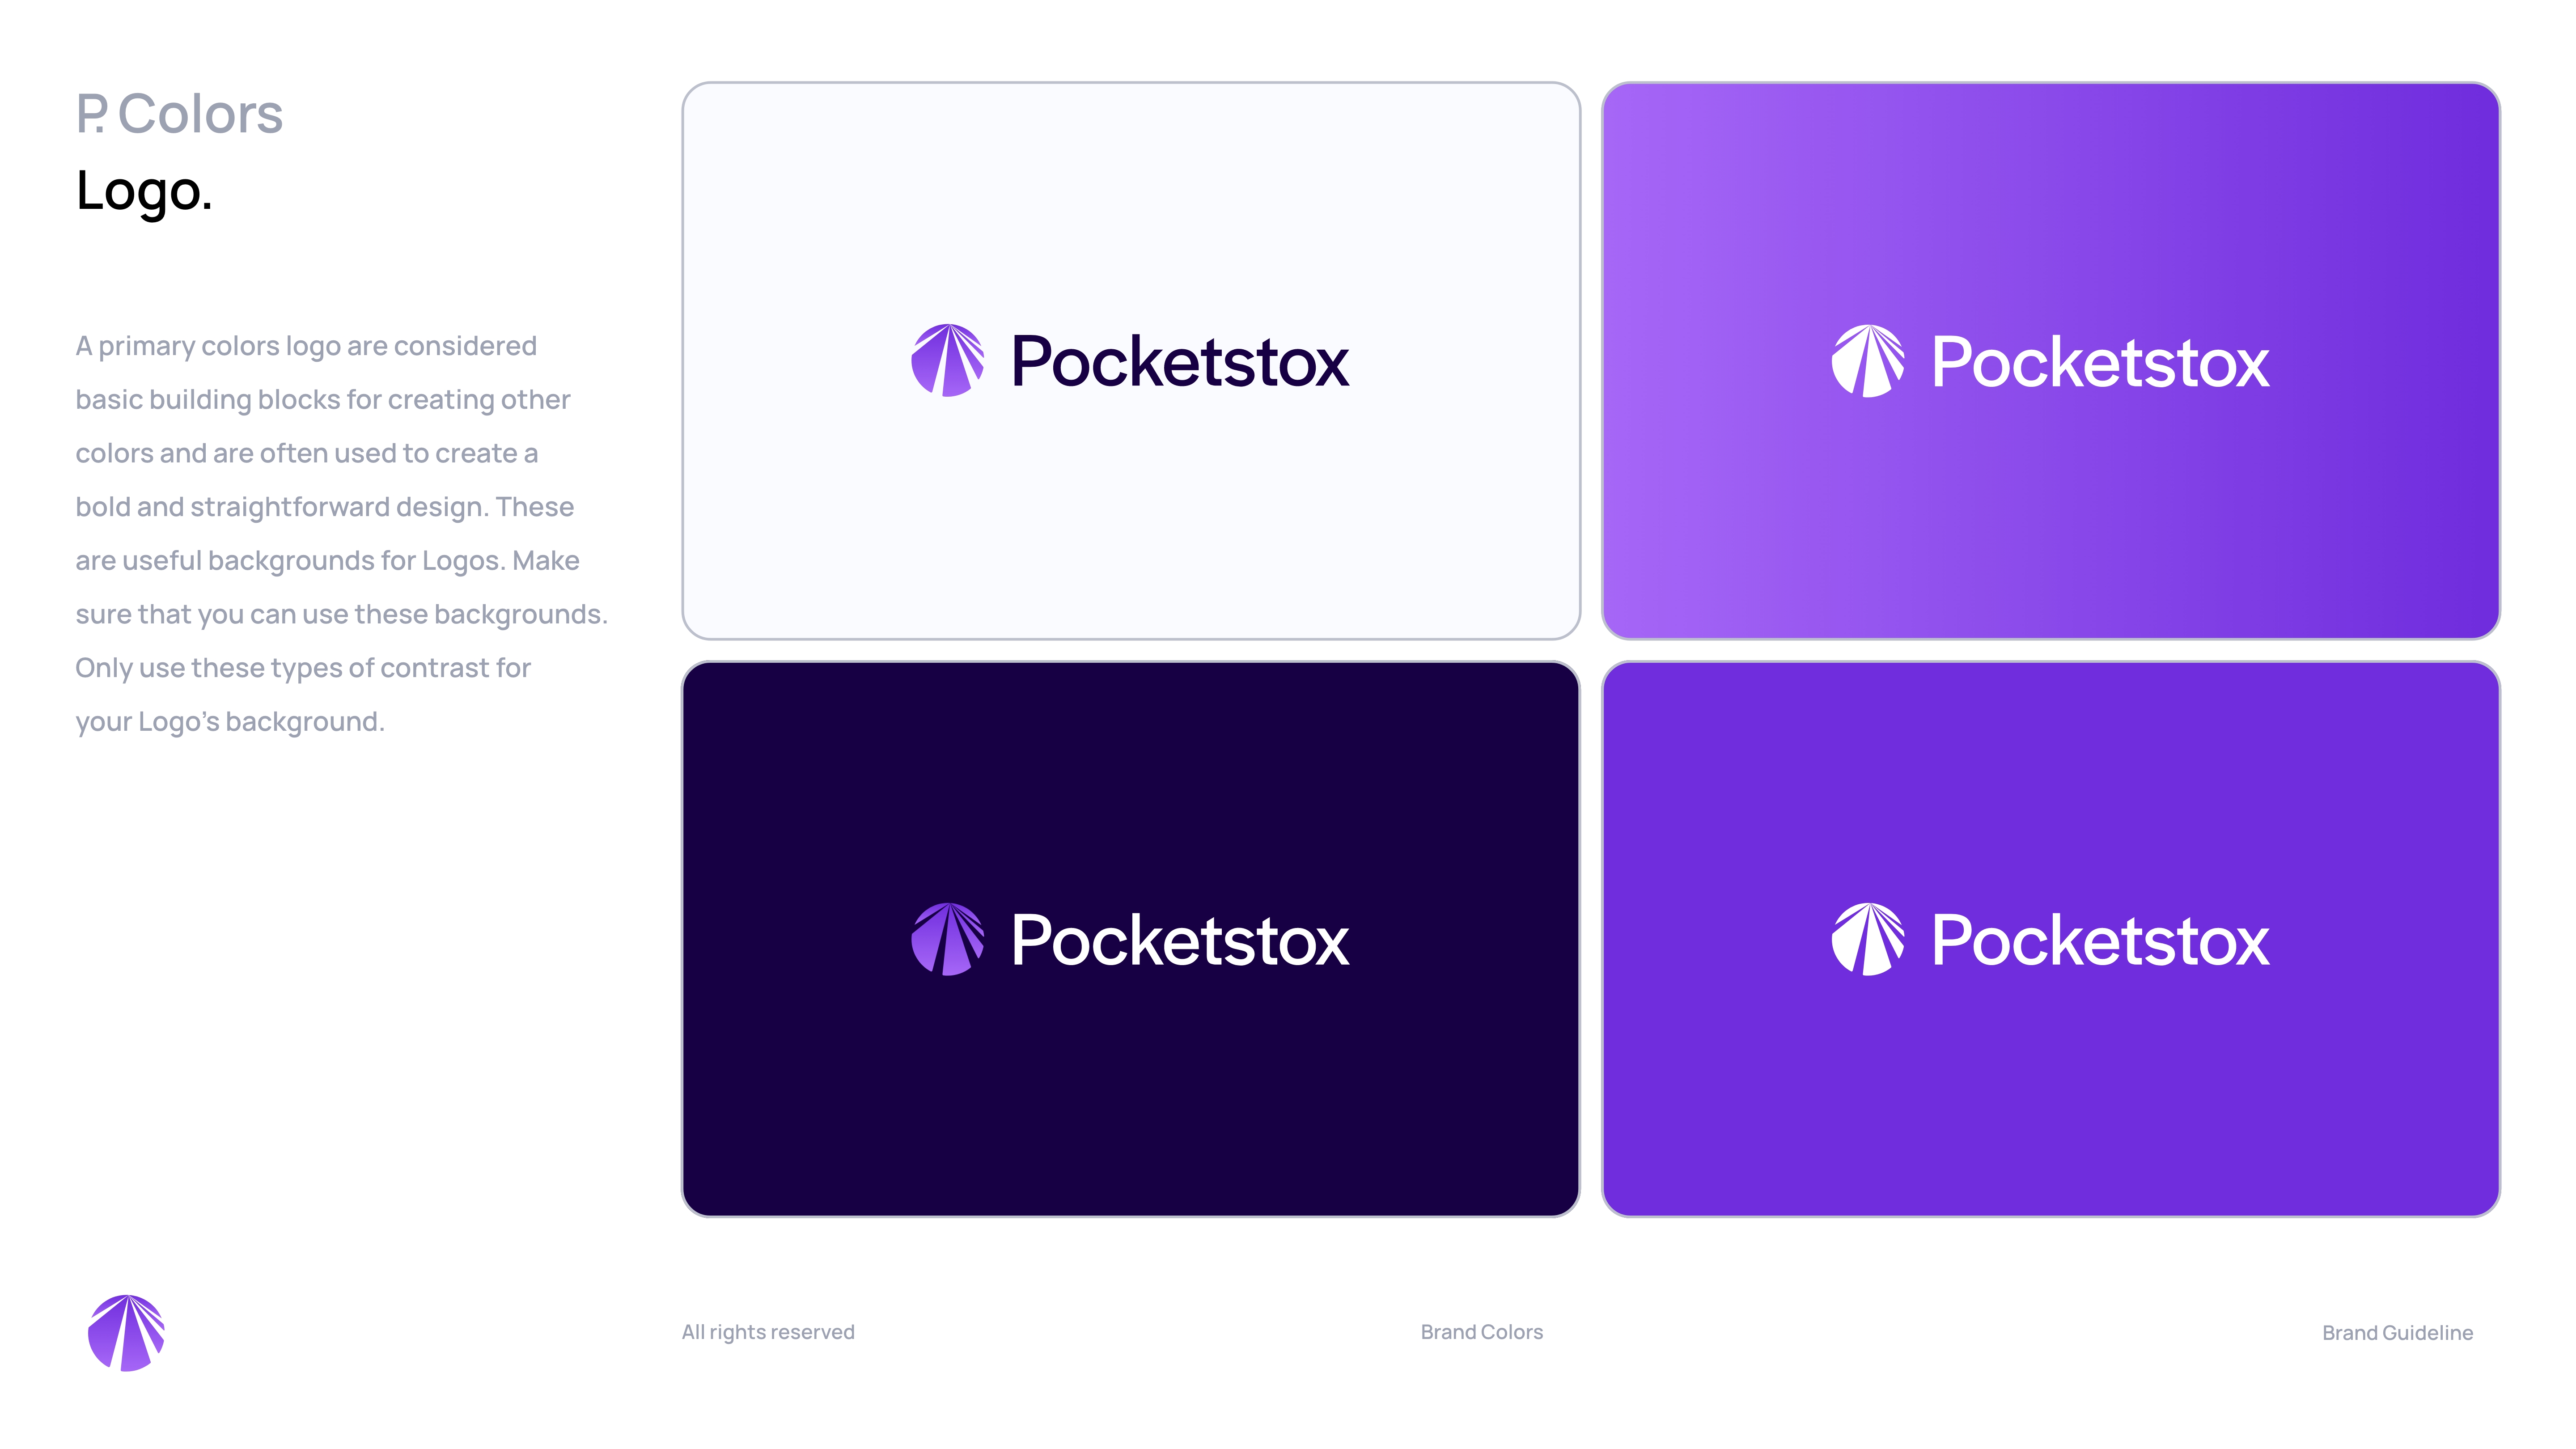 P. Colors
Logo.
A primary colors logo are considered
basic building blocks for creating other
colors and are often used to create a
bold and straightforward design. These
are useful backgrounds for Logos. Make
sure that you can use these backgrounds.
Only use these types of contrast for
your Logo’s background.
Pocketstox
Pocketstox
Pocketstox
Pocketstox
All rights reserved
Brand Colors
Brand Guideline